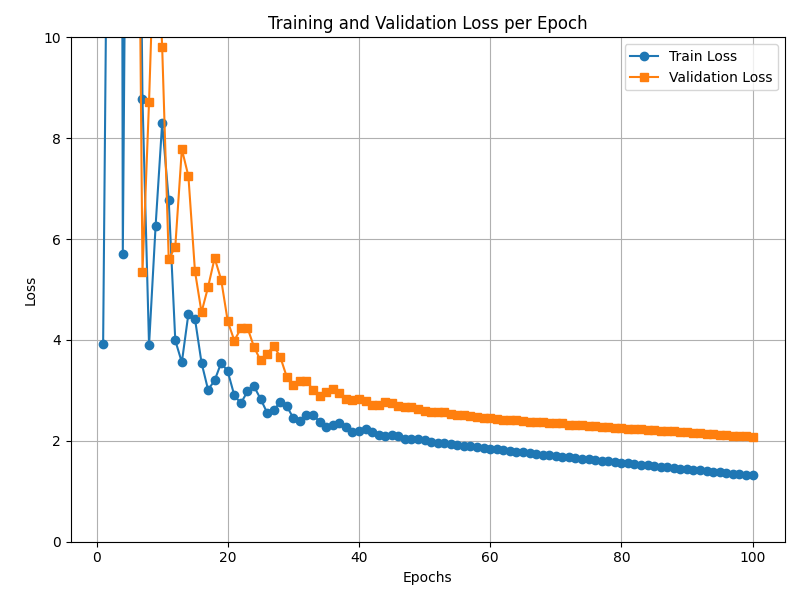 Training and Validation Loss per Epoch
Train Loss
Validation Loss
10
8
6
4
2
0
Loss
0 20 40 60 80 100
Epochs